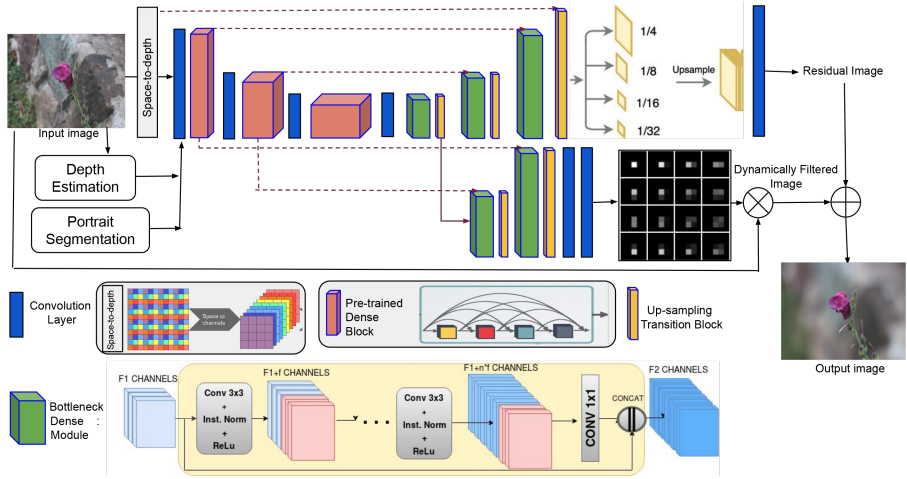 Input image
Space-to-depth
Depth
Estimation
Portrait
Segmentation
1/4
1/8
1/16
1/32
Upsample
Residual Image
Dynamically Filtered
Image
Output image
Convolution
Layer
Space-to-depth
Space to
channels
Pre-trained
Dense
Block
Up-sampling
Transition Block
Bottleneck
Dense :
Module
F1 CHANNELS
Conv 3x3
+
Inst. Norm
+
ReLu
F1+f CHANNELS
Conv 3x3
+
Inst. Norm
+
ReLu
F1+n*f CHANNELS
CONV 1x1
CONCAT
F2 CHANNELS